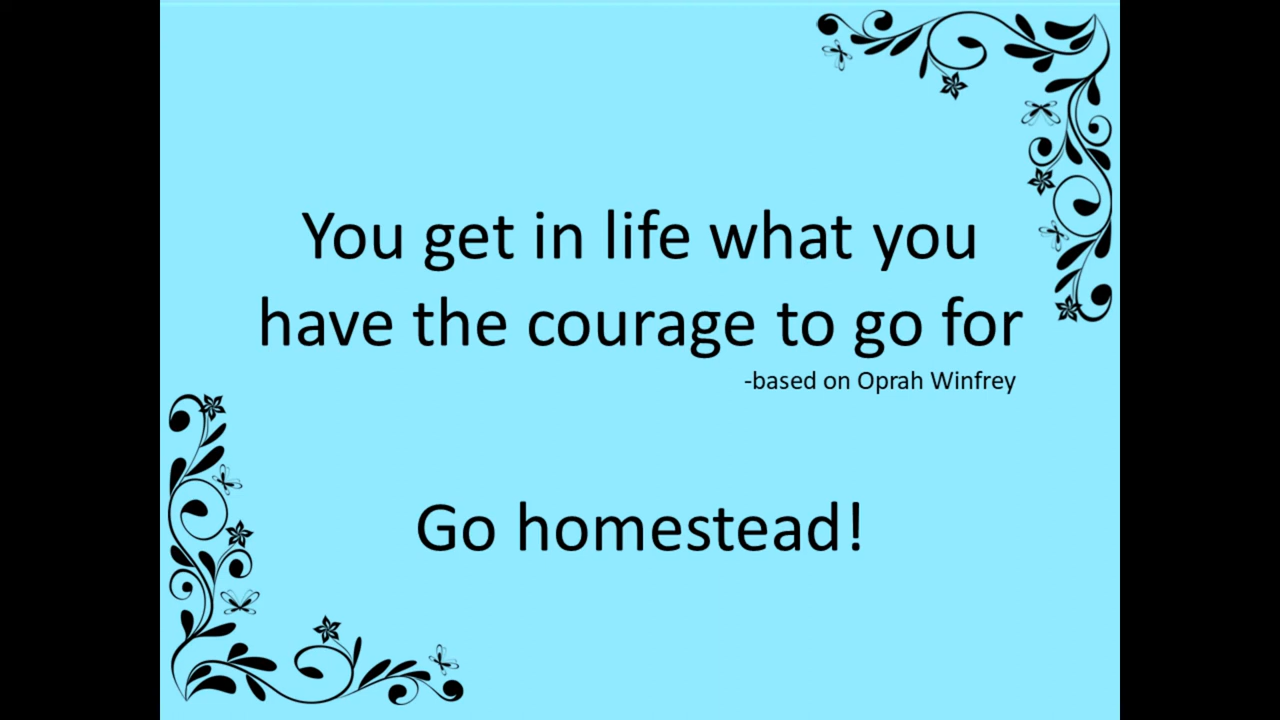 You get in life what you
have the courage to go for
-based on Oprah Winfrey
Go homestead!